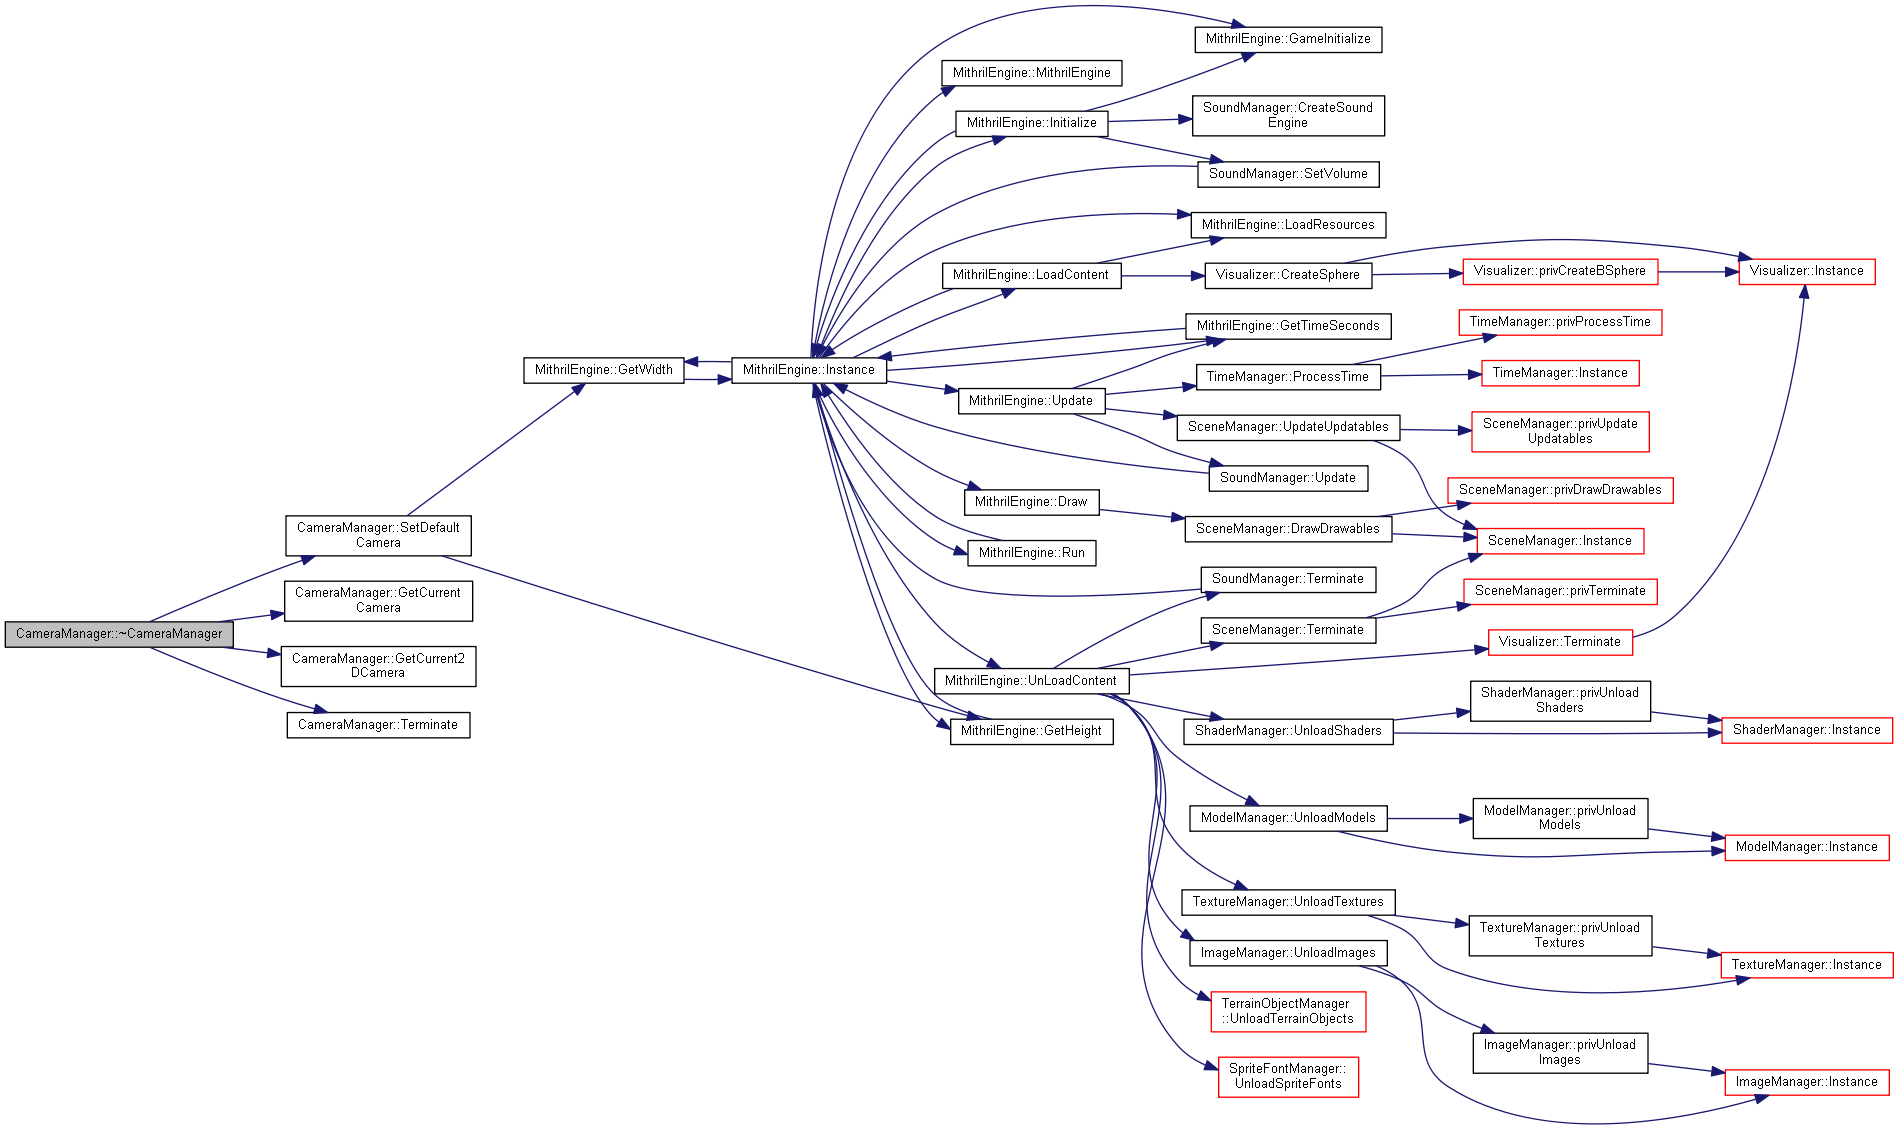 MithrilEngine::GameInitialize
MithrilEngine::MithrilEngine
SoundManager::CreateSound
Engine
MithrilEngine::Initialize
SoundManager::SetVolume
MithrilEngine::LoadResources
MithrilEngine::LoadContent
Visualizer::CreateSphere
Visualizer::privCreateBSphere
Visualizer::Instance
MithrilEngine::GetTimeSeconds
TimeManager::privProcessTime
MithrilEngine::GetWidth
MithrilEngine::Instance
TimeManager::ProcessTime
TimeManager::Instance
MithrilEngine::Update
SceneManager::UpdateUpdatables
SceneManager::privUpdate
Updatables
SoundManager::Update
SceneManager::privDrawDrawables
MithrilEngine::Draw
CameraManager::SetDefault
Camera
SceneManager::DrawDrawables
SceneManager::Instance
MithrilEngine::Run
SoundManager::Terminate
SceneManager::privTerminate
CameraManager::GetCurrent
Camera
CameraManager::~CameraManager
SceneManager::Terminate
Visualizer::Terminate
CameraManager::GetCurrent2
DCamera
MithrilEngine::UnLoadContent
ShaderManager::privUnload
Shaders
CameraManager::Terminate
MithrilEngine::GetHeight
ShaderManager::UnloadShaders
ShaderManager::Instance
ModelManager::UnloadModels
ModelManager::privUnload
Models
ModelManager::Instance
TextureManager::UnloadTextures
TextureManager::privUnload
Textures
ImageManager::UnloadImages
TextureManager::Instance
TerrainObjectManager
::UnloadTerrainObjects
ImageManager::privUnload
Images
SpriteFontManager::
UnloadSpriteFonts
ImageManager::Instance